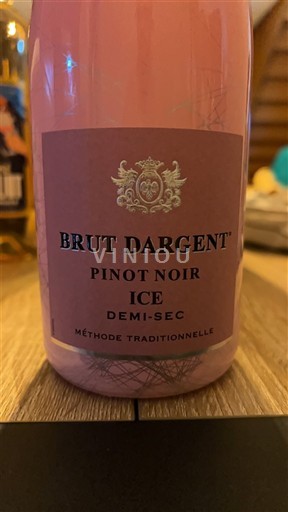 BRUT DARGENT
VINIOU
PINOT NOIR
ICE
DEMI-SEC
MÉTHODE TRADITIONNELLE